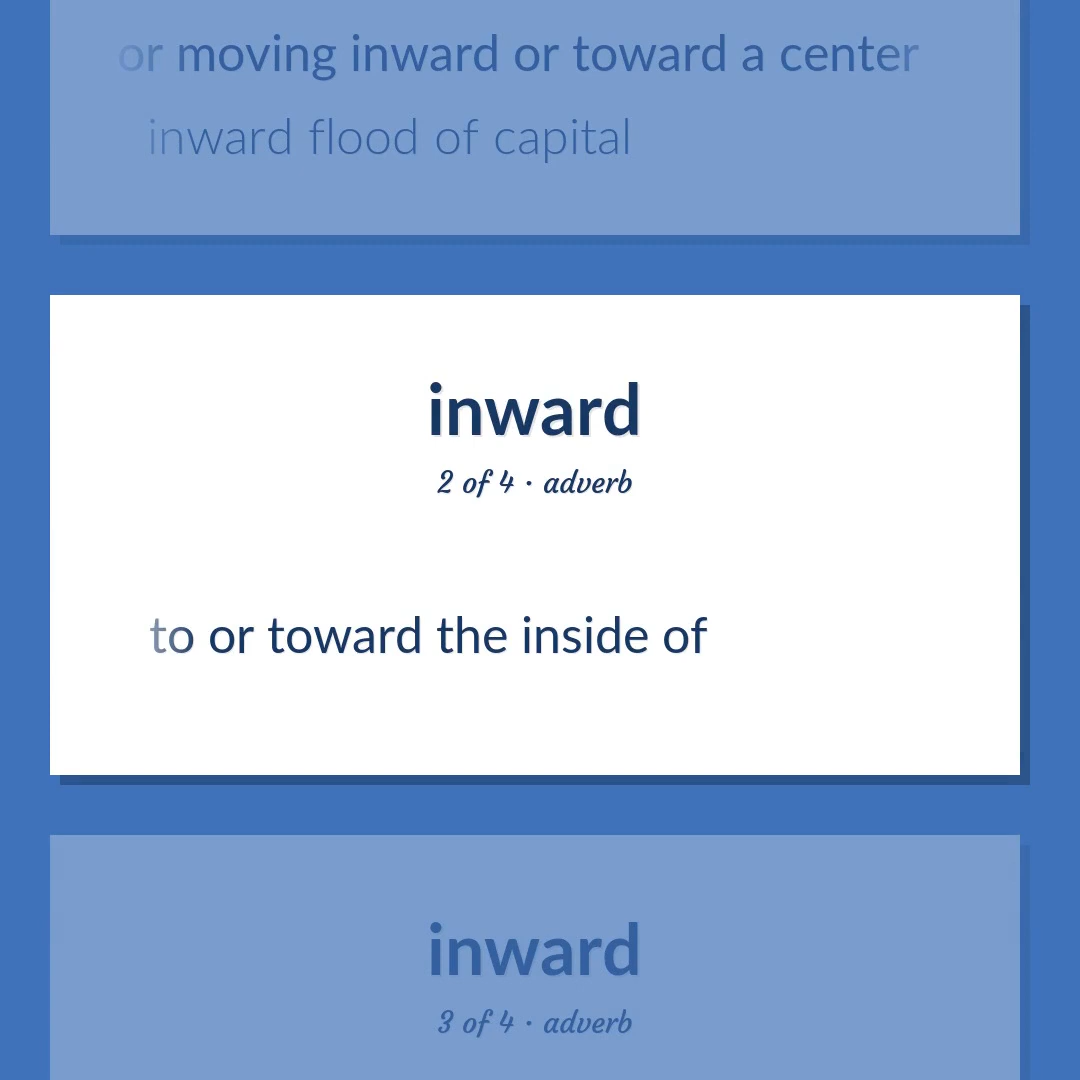 or moving inward or toward a center
inward flood of capital
inward
2 of 4 · adverb
to or toward the inside of
inward
3 of 4 · adverb